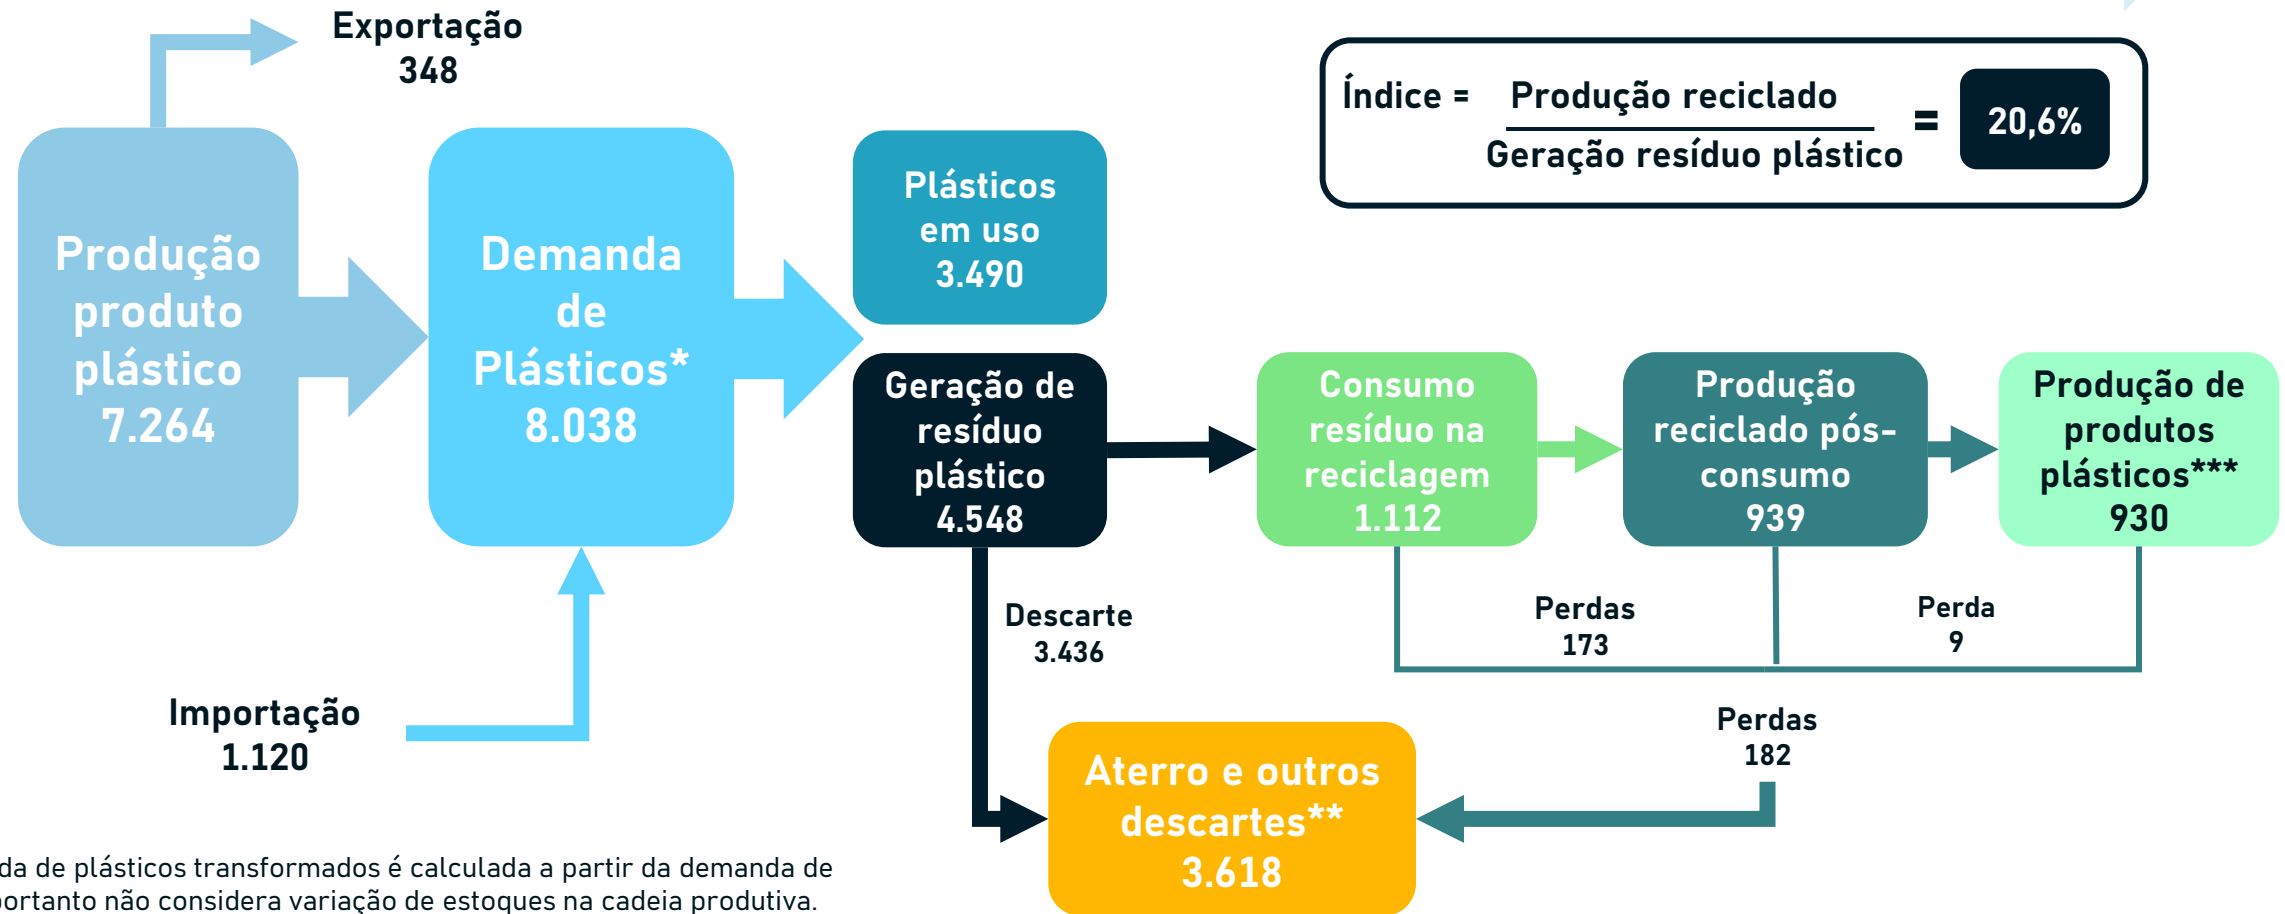 Exportação
348
Índice =
Produção reciclado
Geração resíduo plástico
=
20,6%
Produção
produto
plástico
7.264
Demanda
de
Plásticos*
8.038
Plásticos
em uso
3.490
Geração de
resíduo
plástico
4.548
Consumo
resíduo na
reciclagem
1.112
Produção
reciclado pós-
consumo
939
Produção de
produtos
plásticos***
930
Descarte
3.436
Perdas
173
Perda
9
Importação
1.120
Perdas
182
Aterro e outros
descartes**
3.618
de plásticos transformados é calculada a partir da demanda de
portanto não considera variação de estoques na cadeia produtiva.